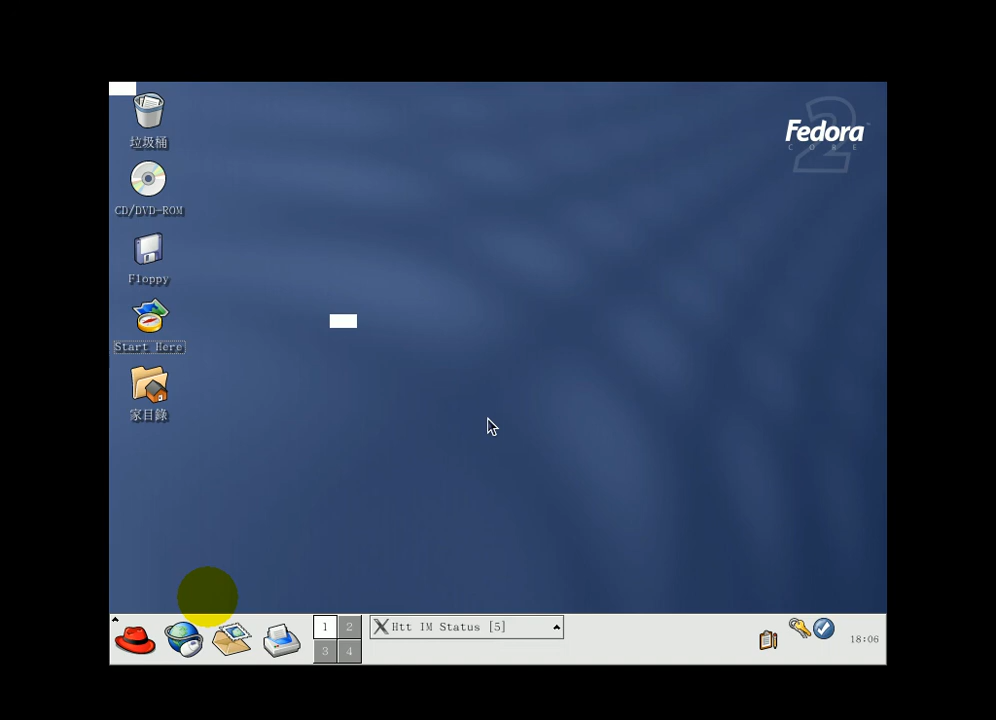 垃圾桶
CD/DVD-ROM
Floppy
Start Here
家目錄
2
Fedora
CORE
1 2
3 4
Htt IM Status [5]
18:06